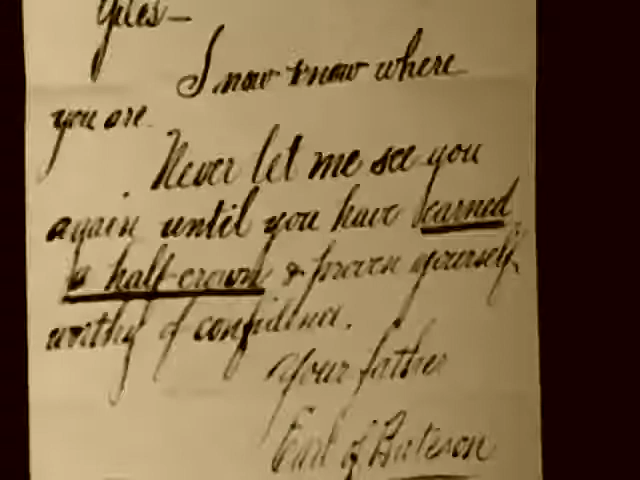 Giles—
I now know where
you are.
Never let me see you
again until you have earned
a half-crown & proven yourself
worthy of confidence.
Your father
Earl of Bateson